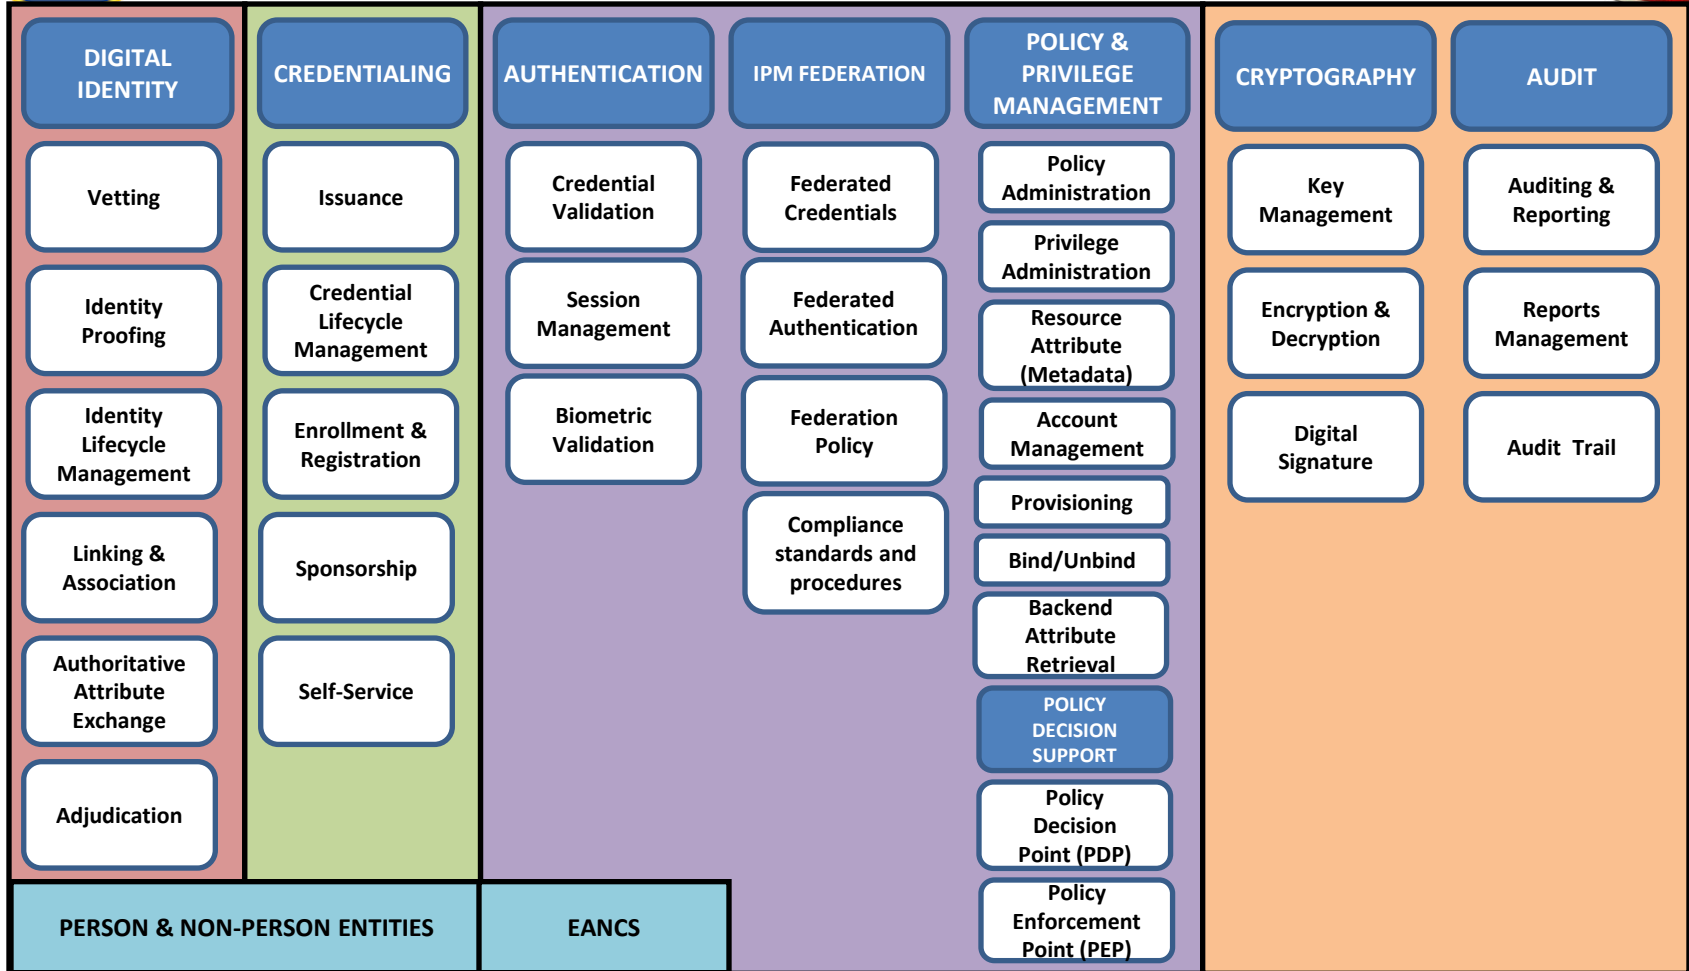 DIGITAL
IDENTITY
Vetting
Identity
Proofing
Identity
Lifecycle
Management
Linking &
Association
Authoritative
Attribute
Exchange
Adjudication
CREDENTIALING
Issuance
Credential
Lifecycle
Management
Enrollment &
Registration
Sponsorship
Self-Service
PERSON & NON-PERSON ENTITIES
AUTHENTICATION
Credential
Validation
Session
Management
Biometric
Validation
EANCS
IPM FEDERATION
Federated
Credentials
Federated
Authentication
Federation
Policy
Compliance
standards and
procedures
POLICY &
PRIVILEGE
MANAGEMENT
Policy
Administration
Privilege
Administration
Resource
Attribute
(Metadata)
Account
Management
Provisioning
Bind/Unbind
Backend
Attribute
Retrieval
POLICY
DECISION
SUPPORT
Policy
Decision
Point (PDP)
Policy
Enforcement
Point (PEP)
CRYPTOGRAPHY
Key
Management
Encryption &
Decryption
Digital
Signature
AUDIT
Auditing &
Reporting
Reports
Management
Audit  Trail